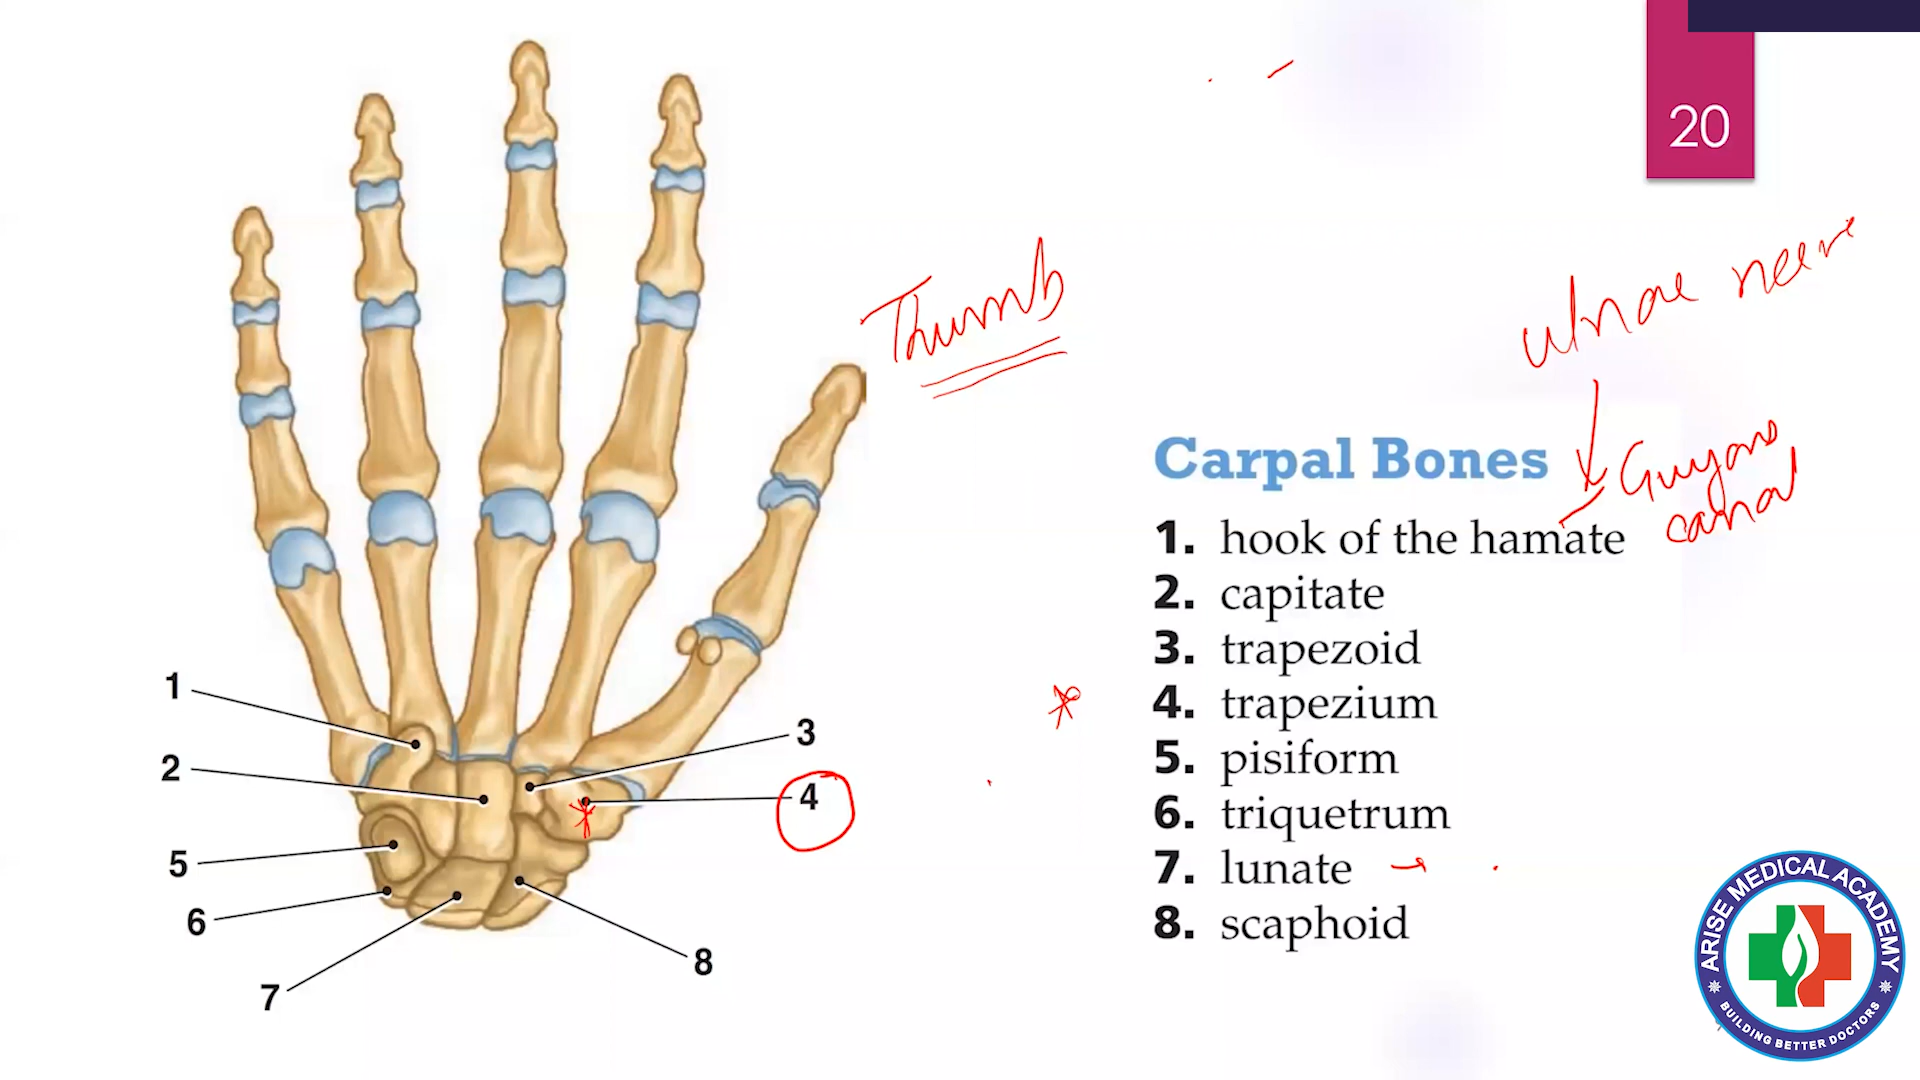 20
Thumb
ulnar nerve
Guyons
canal
Carpal Bones
1. hook of the hamate
2. capitate
3. trapezoid
4. trapezium
5. pisiform
6. triquetrum
7. lunate
8. scaphoid
1
2
3
4
5
6
7
8
ARISE MEDICAL ACADEMY
BUILDING BETTER DOCTORS